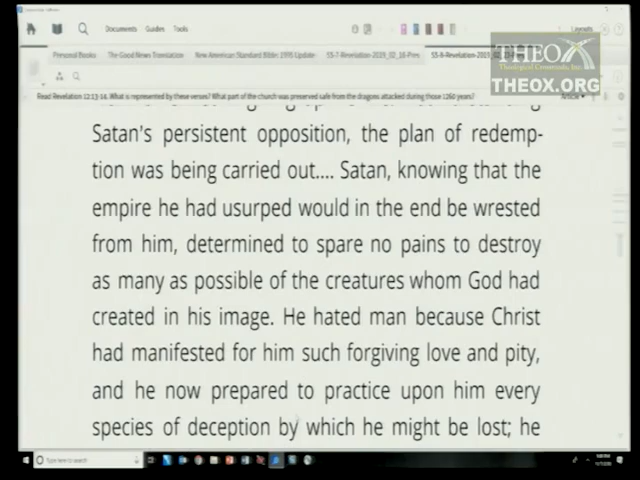 Documents Guides Tools
Layouts
Personal Books The Good News Translation New American Standard Bible: 1995 Update
THEOX
THEOX.ORG
Read Revelation 12:13-14. What is represented by these verses? What part of the church was preserved safe from the dragons attacked during those 1260 years?
Article
Satan's persistent opposition, the plan of redemp-
tion was being carried out.... Satan, knowing that the
empire he had usurped would in the end be wrested
from him, determined to spare no pains to destroy
as many as possible of the creatures whom God had
created in his image. He hated man because Christ
had manifested for him such forgiving love and pity,
and he now prepared to practice upon him every
species of deception by which he might be lost; he
Type here to search